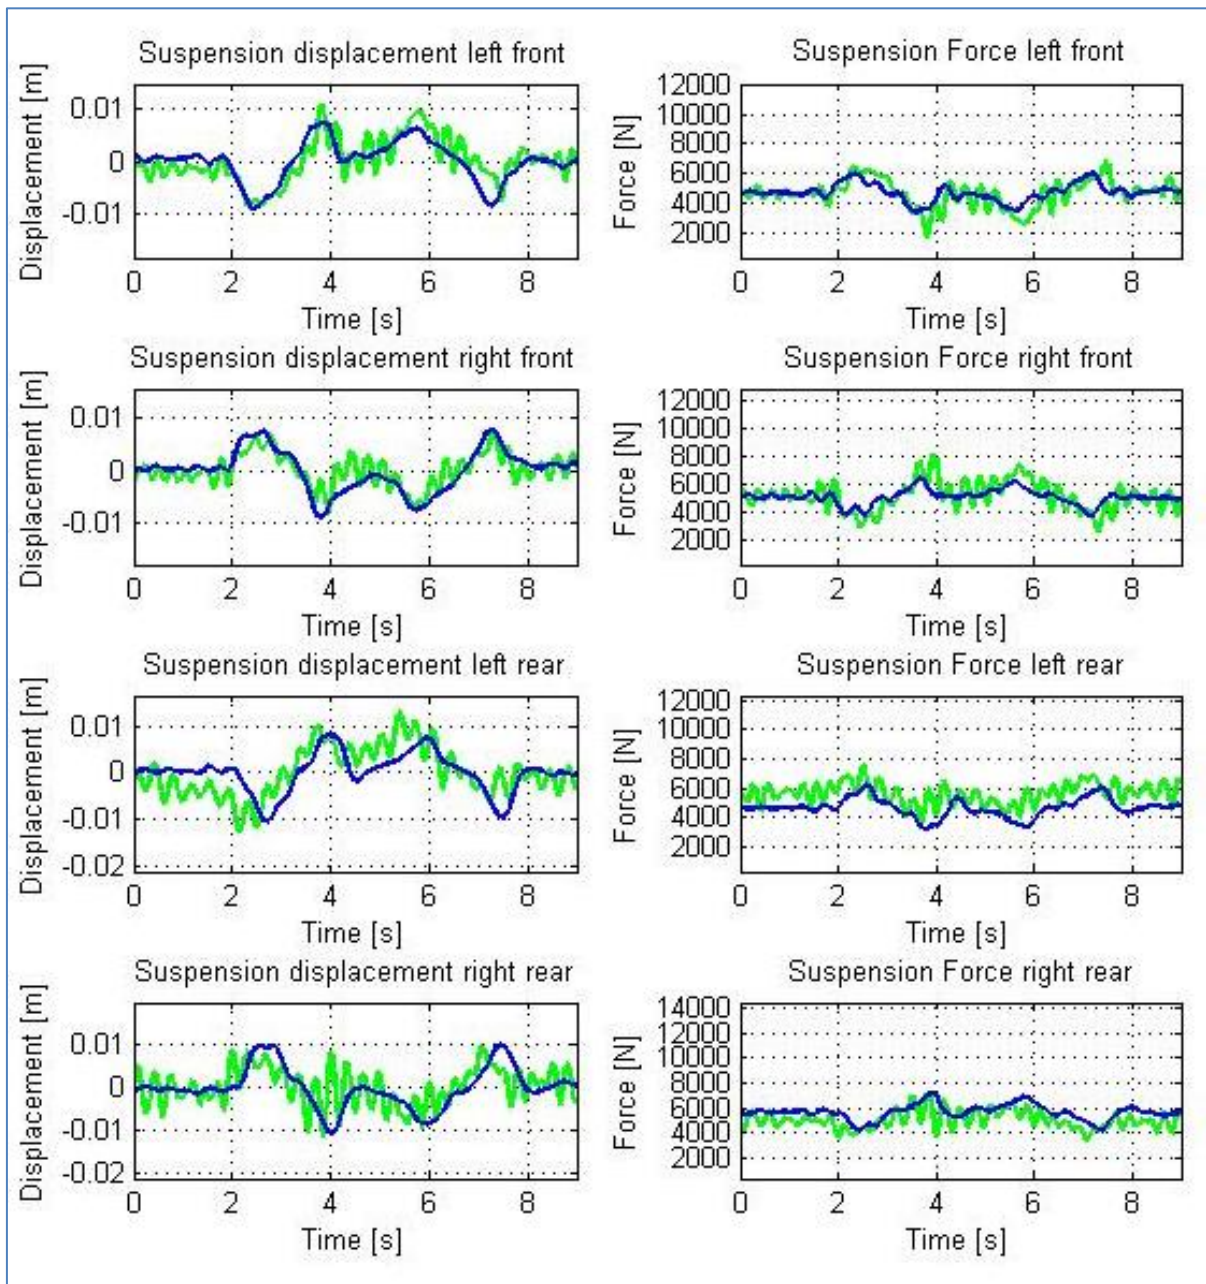 Suspension displacement left front
Displacement [m]
0.01
0
-0.01
0 2 4 6 8
Time [s]
Suspension Force left front
Force [N]
12000
10000
8000
6000
4000
2000
0 2 4 6 8
Time [s]
Suspension displacement right front
Displacement [m]
0.01
0
-0.01
0 2 4 6 8
Time [s]
Suspension Force right front
Force [N]
12000
10000
8000
6000
4000
2000
0 2 4 6 8
Time [s]
Suspension displacement left rear
Displacement [m]
0.01
0
-0.01
-0.02
0 2 4 6 8
Time [s]
Suspension Force left rear
Force [N]
12000
10000
8000
6000
4000
2000
0 2 4 6 8
Time [s]
Suspension displacement right rear
Displacement [m]
0.01
0
-0.01
-0.02
0 2 4 6 8
Time [s]
Suspension Force right rear
Force [N]
14000
12000
10000
8000
6000
4000
2000
0 2 4 6 8
Time [s]